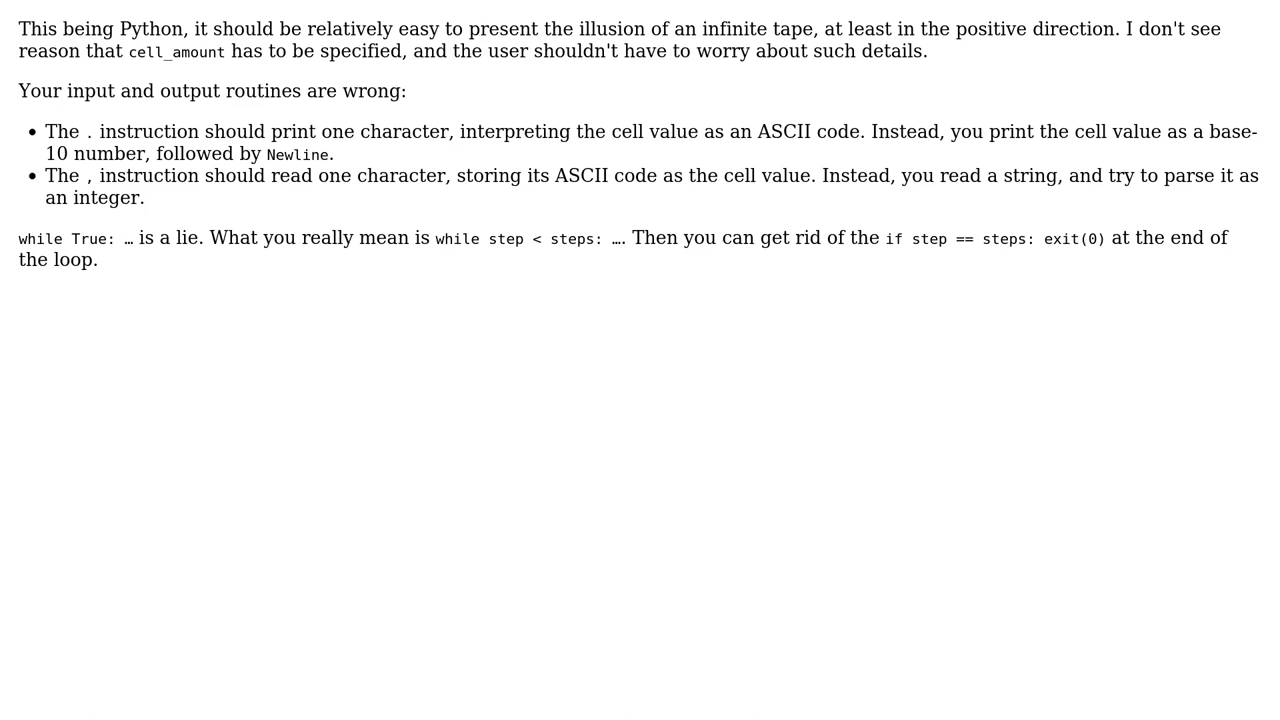 This being Python, it should be relatively easy to present the illusion of an infinite tape, at least in the positive direction. I don't see
reason that cell_amount has to be specified, and the user shouldn't have to worry about such details.
Your input and output routines are wrong:
• The . instruction should print one character, interpreting the cell value as an ASCII code. Instead, you print the cell value as a base-
10 number, followed by Newline.
• The , instruction should read one character, storing its ASCII code as the cell value. Instead, you read a string, and try to parse it as
an integer.
while True: … is a lie. What you really mean is while step < steps: …. Then you can get rid of the if step == steps: exit(0) at the end of
the loop.